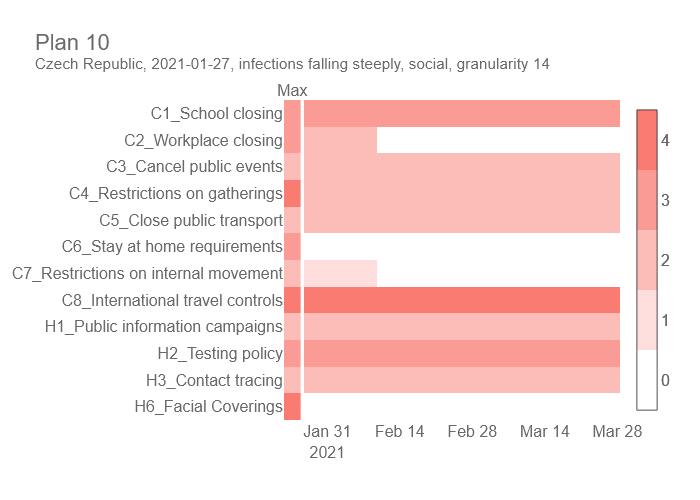 Plan 10
Czech Republic, 2021-01-27, infections falling steeply, social, granularity 14
Max
C1_School closing
C2_Workplace closing
C3_Cancel public events
C4_Restrictions on gatherings
C5_Close public transport
C6_Stay at home requirements
C7_Restrictions on internal movement
C8_International travel controls
H1_Public information campaigns
H2_Testing policy
H3_Contact tracing
H6_Facial Coverings
4
3
2
1
0
Jan 31 Feb 14 Feb 28 Mar 14 Mar 28
2021